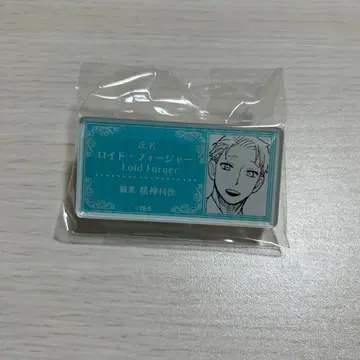 氏名
ロイド・フォージャー
Loid Forger
職業 精神科医